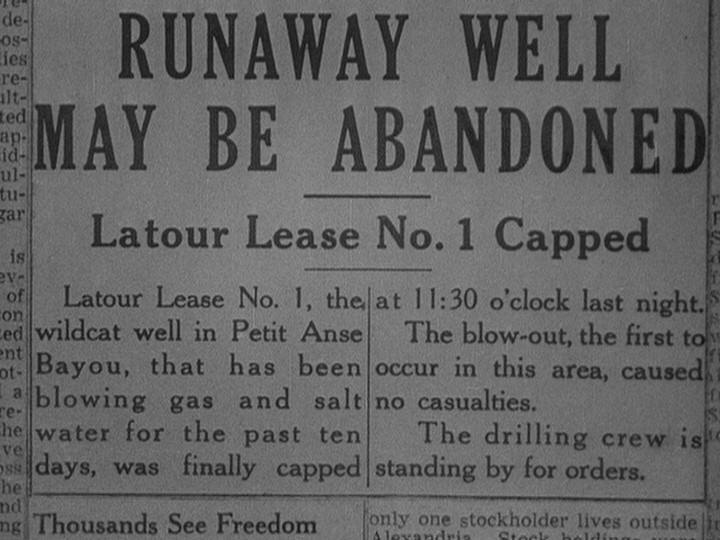 RUNAWAY WELL
MAY BE ABANDONED
Latour Lease No. 1 Capped
Latour Lease No. 1, the
wildcat well in Petit Anse
Bayou, that has been
blowing gas and salt
water for the past ten
days, was finally capped
at 11:30 o'clock last night.
The blow-out, the first to
occur in this area, caused
no casualties.
The drilling crew is
standing by for orders.
Thousands See Freedom
only one stockholder lives outside